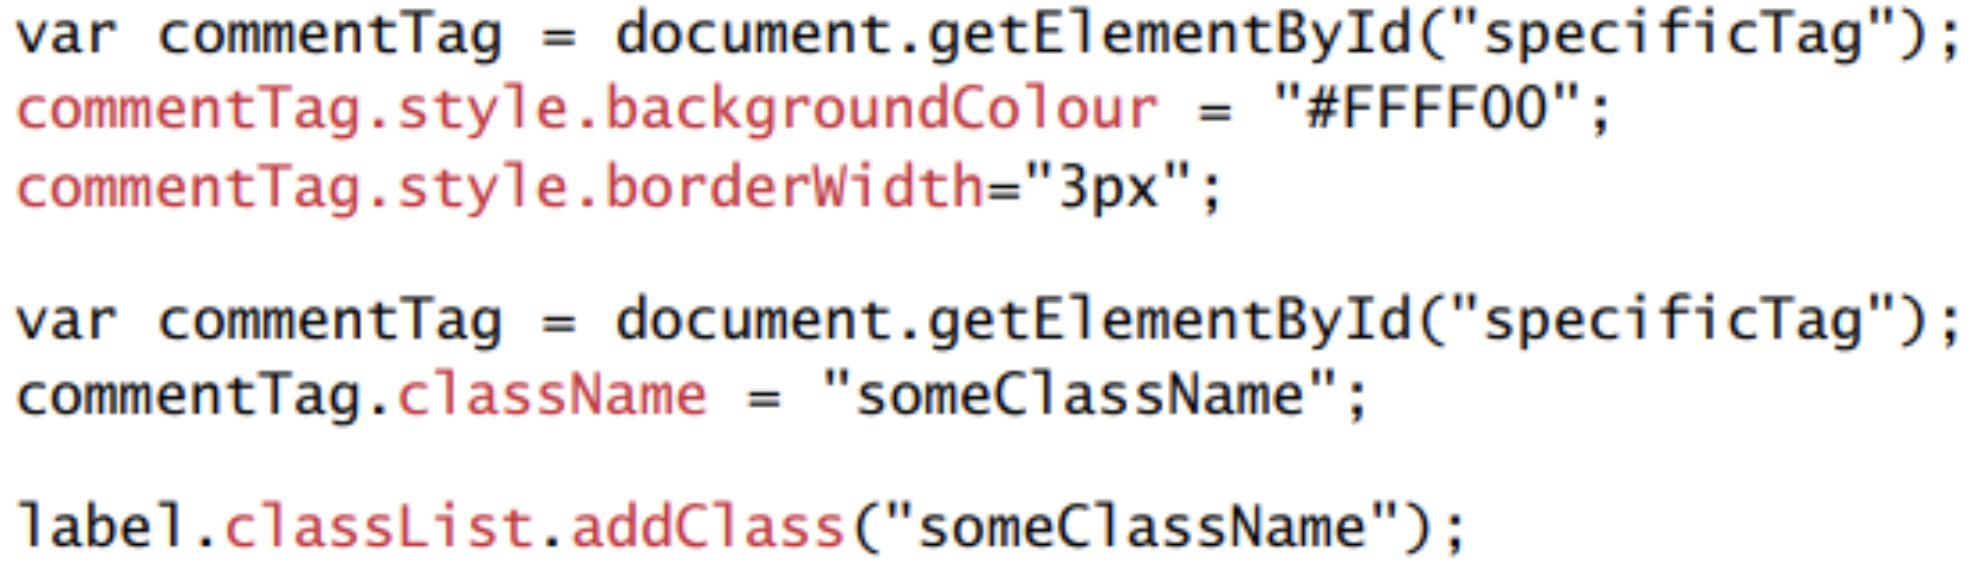 var commentTag = document.getElementById("specificTag");
commentTag.style.backgroundColour = "#FFFF00";
commentTag.style.borderWidth="3px";
var commentTag = document.getElementById("specificTag");
commentTag.className = "someClassName";
label.classList.addClass("someClassName");